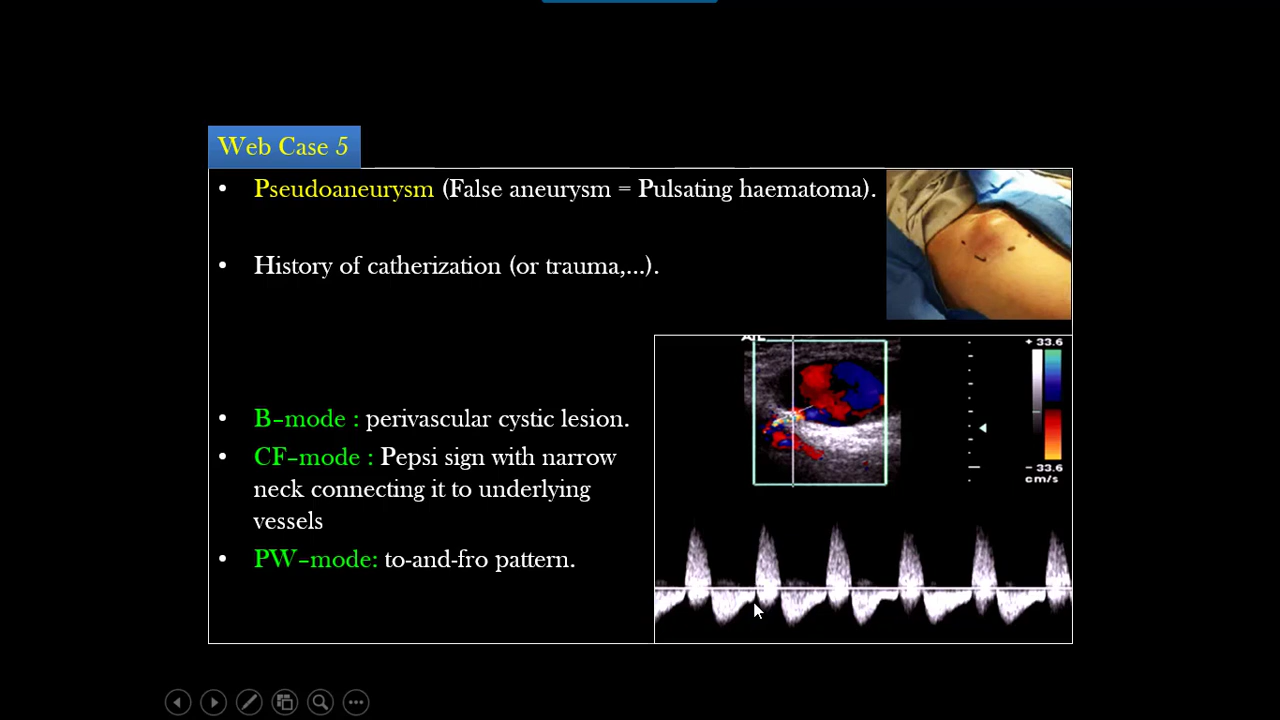 Web Case 5
• Pseudoaneurysm (False aneurysm = Pulsating haematoma).
• History of catherization (or trauma,...).
• B-mode : perivascular cystic lesion.
• CF-mode : Pepsi sign with narrow
neck connecting it to underlying
vessels
• PW-mode: to-and-fro pattern.
+ 33.6
- 33.6
cm/s